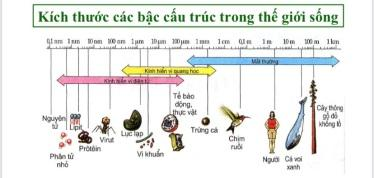 Kích thước các bậc cấu trúc trong thế giới sống
0,1 nm 1 nm 10 nm 100 nm 1 µm 10 µm 100 µm 1 mm 1 cm 0,1 m 1 m 10 m 100 m 1 km
Mắt thường
Kính hiển vi quang học
Kính hiển vi điện tử
Nguyên
tử
Lipit
Phân tử
nhỏ
Prôtêin
Virut
Lục lạp
Vi khuẩn
Tế bào
động,
thực vật
Trứng cá
Chim
ruồi
Người
Cá voi
xanh
Cây thông
gỗ đỏ
khổng lồ